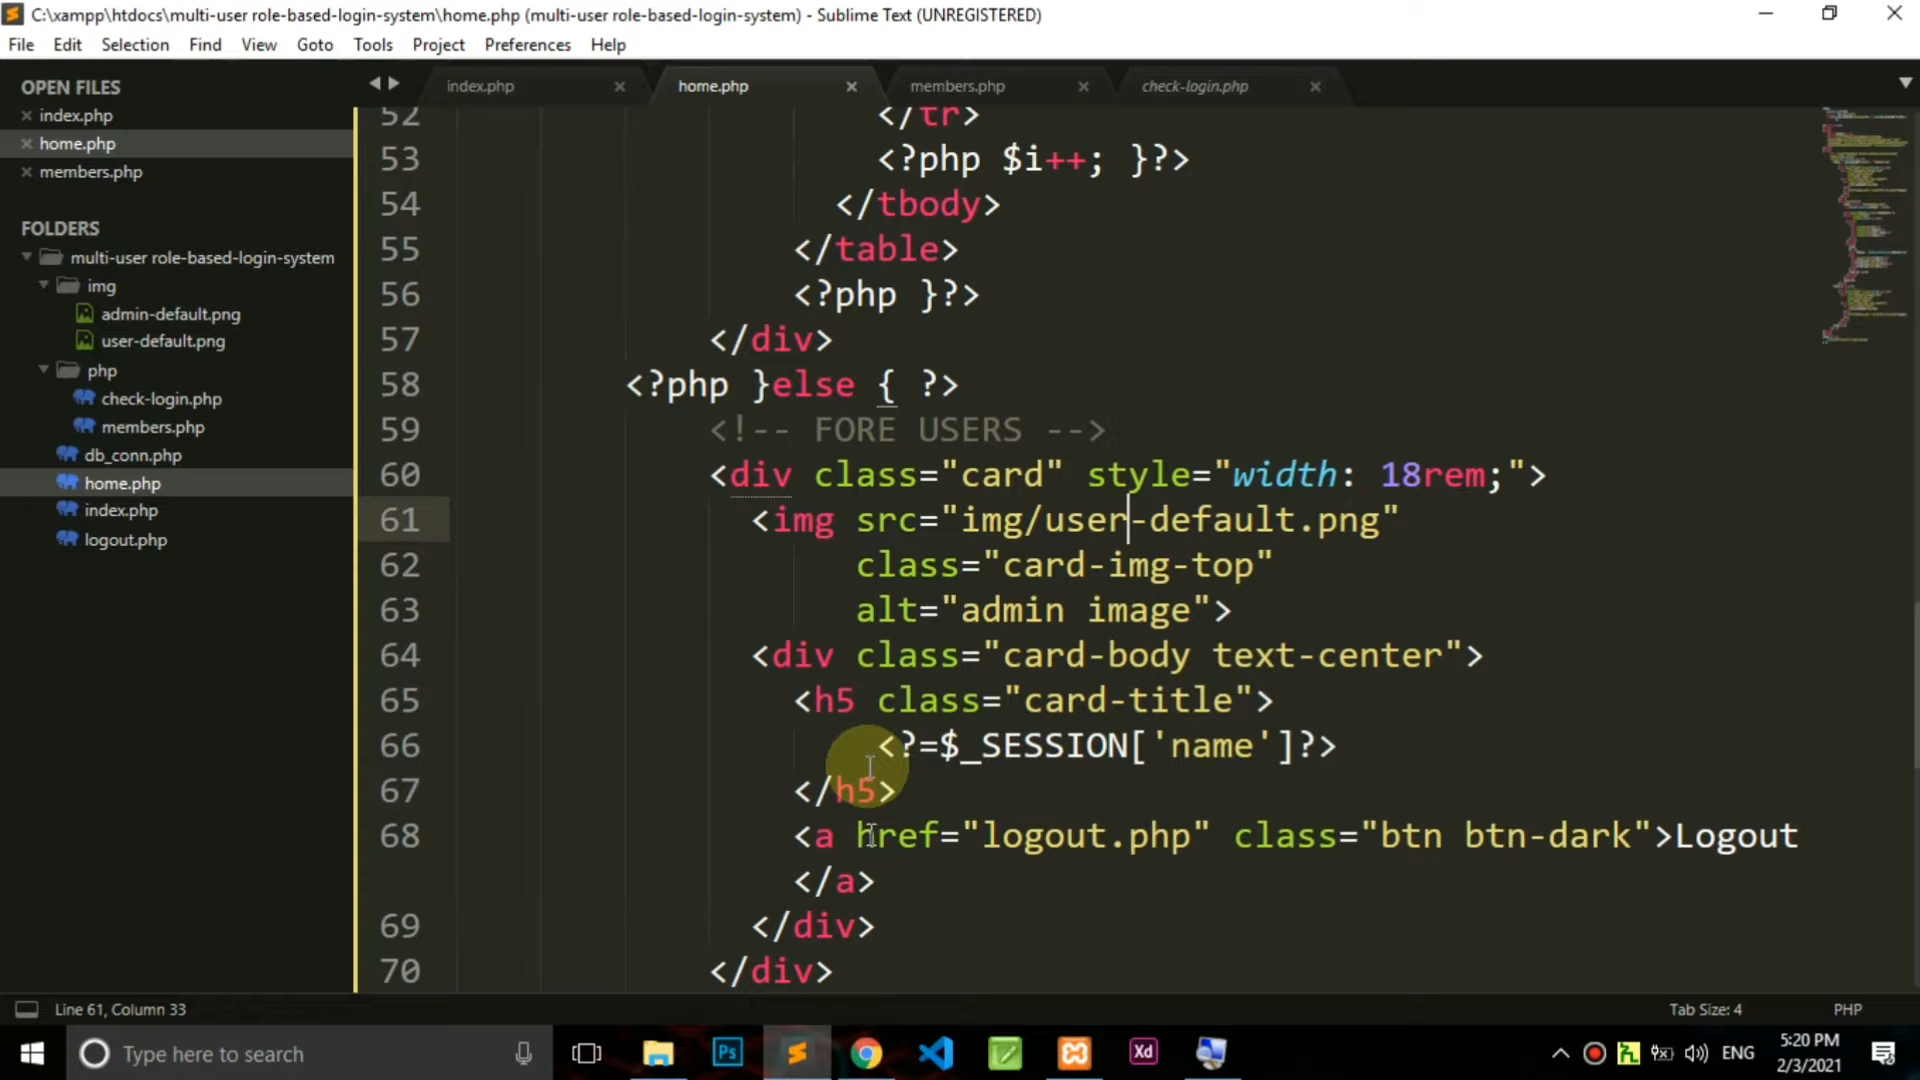 C:\xampp\htdocs\multi-user role-based-login-system\home.php (multi-user role-based-login-system) - Sublime Text (UNREGISTERED)
File Edit Selection Find View Goto Tools Project Preferences Help
OPEN FILES
index.php
home.php
members.php
FOLDERS
multi-user role-based-login-system
img
admin-default.png
user-default.png
php
check-login.php
members.php
db_conn.php
home.php
index.php
logout.php
index.php home.php members.php check-login.php
52 </tr>
53 <?php $i++; }?>
54 </tbody>
55 </table>
56 <?php }?>
57 </div>
58 <?php }else { ?>
59 <!-- FORE USERS -->
60 <div class="card" style="width: 18rem;">
61 <img src="img/user-default.png"
62 class="card-img-top"
63 alt="admin image">
64 <div class="card-body text-center">
65 <h5 class="card-title">
66 <?=$_SESSION['name']?>
67 </h5>
68 <a href="logout.php" class="btn btn-dark">Logout
</a>
69 </div>
70 </div>
Line 61, Column 33 Tab Size: 4 PHP
Type here to search
Ps
Xd
ENG
5:20 PM
2/3/2021